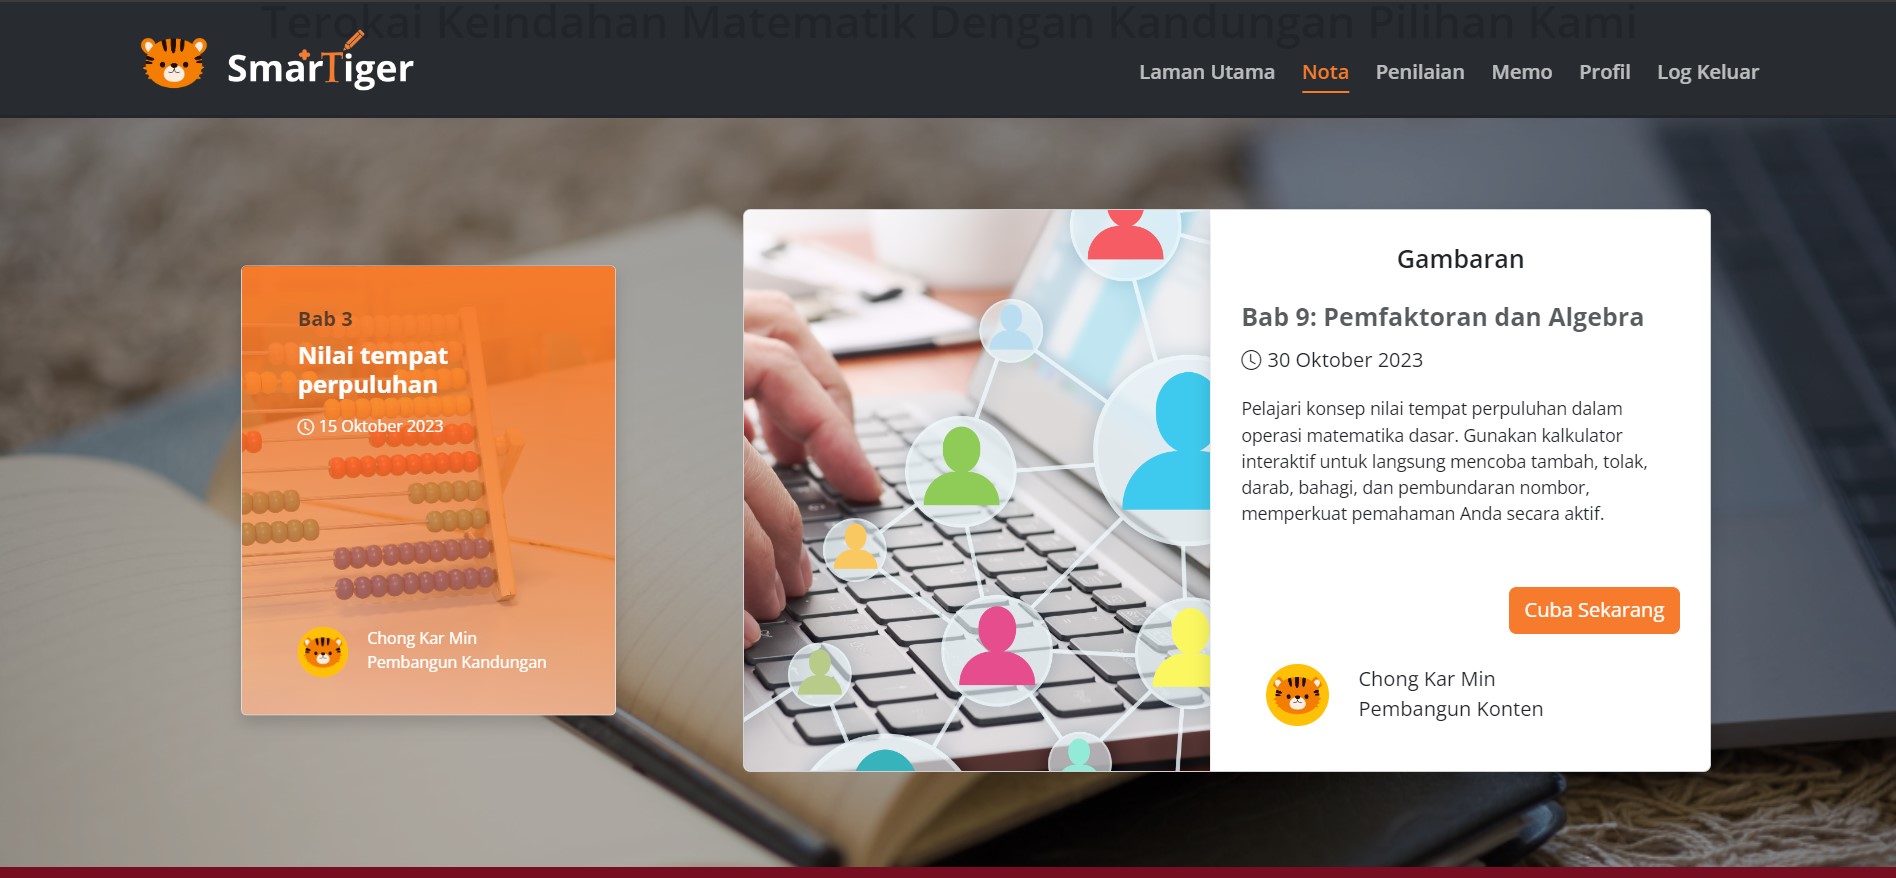 Terokai Keindahan Matematik Dengan Kandungan Pilihan Kami
SmarTiger
Laman Utama Nota Penilaian Memo Profil Log Keluar
Bab 3
Nilai tempat
perpuluhan
15 Oktober 2023
Chong Kar Min
Pembangun Kandungan
Gambaran
Bab 9: Pemfaktoran dan Algebra
30 Oktober 2023
Pelajari konsep nilai tempat perpuluhan dalam
operasi matematika dasar. Gunakan kalkulator
interaktif untuk langsung mencoba tambah, tolak,
darab, bahagi, dan pembundaran nombor,
memperkuat pemahaman Anda secara aktif.
Cuba Sekarang
Chong Kar Min
Pembangun Konten